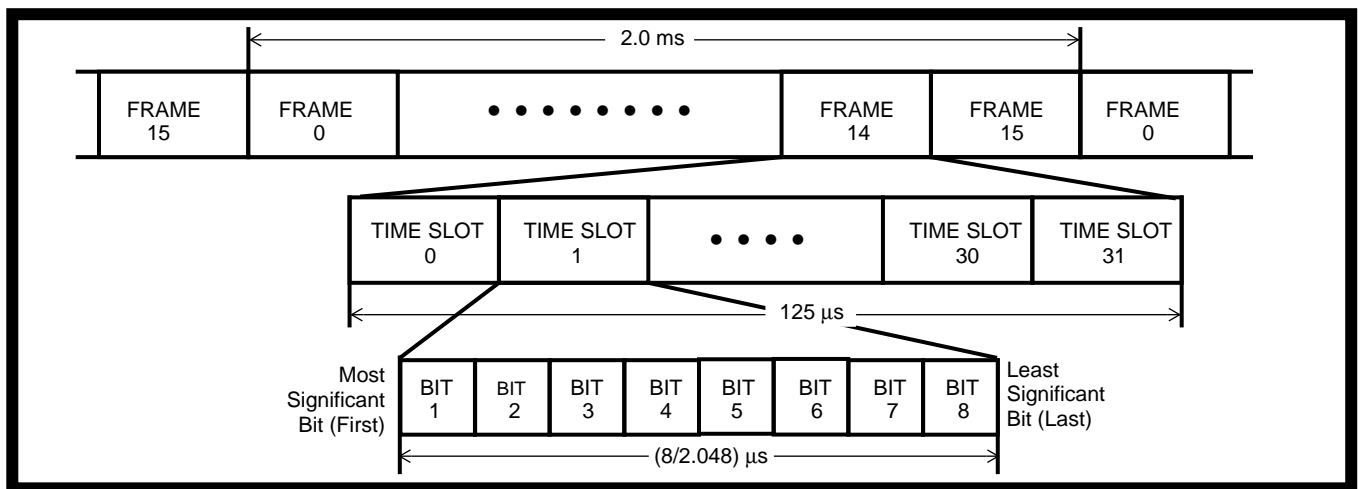 2.0 ms
FRAME 15
FRAME 0
FRAME 14
FRAME 15
FRAME 0
TIME SLOT 0
TIME SLOT 1
TIME SLOT 30
TIME SLOT 31
125 µs
Most
Significant
Bit (First)
BIT 1
BIT 2
BIT 3
BIT 4
BIT 5
BIT 6
BIT 7
BIT 8
Least
Significant
Bit (Last)
(8/2.048) µs